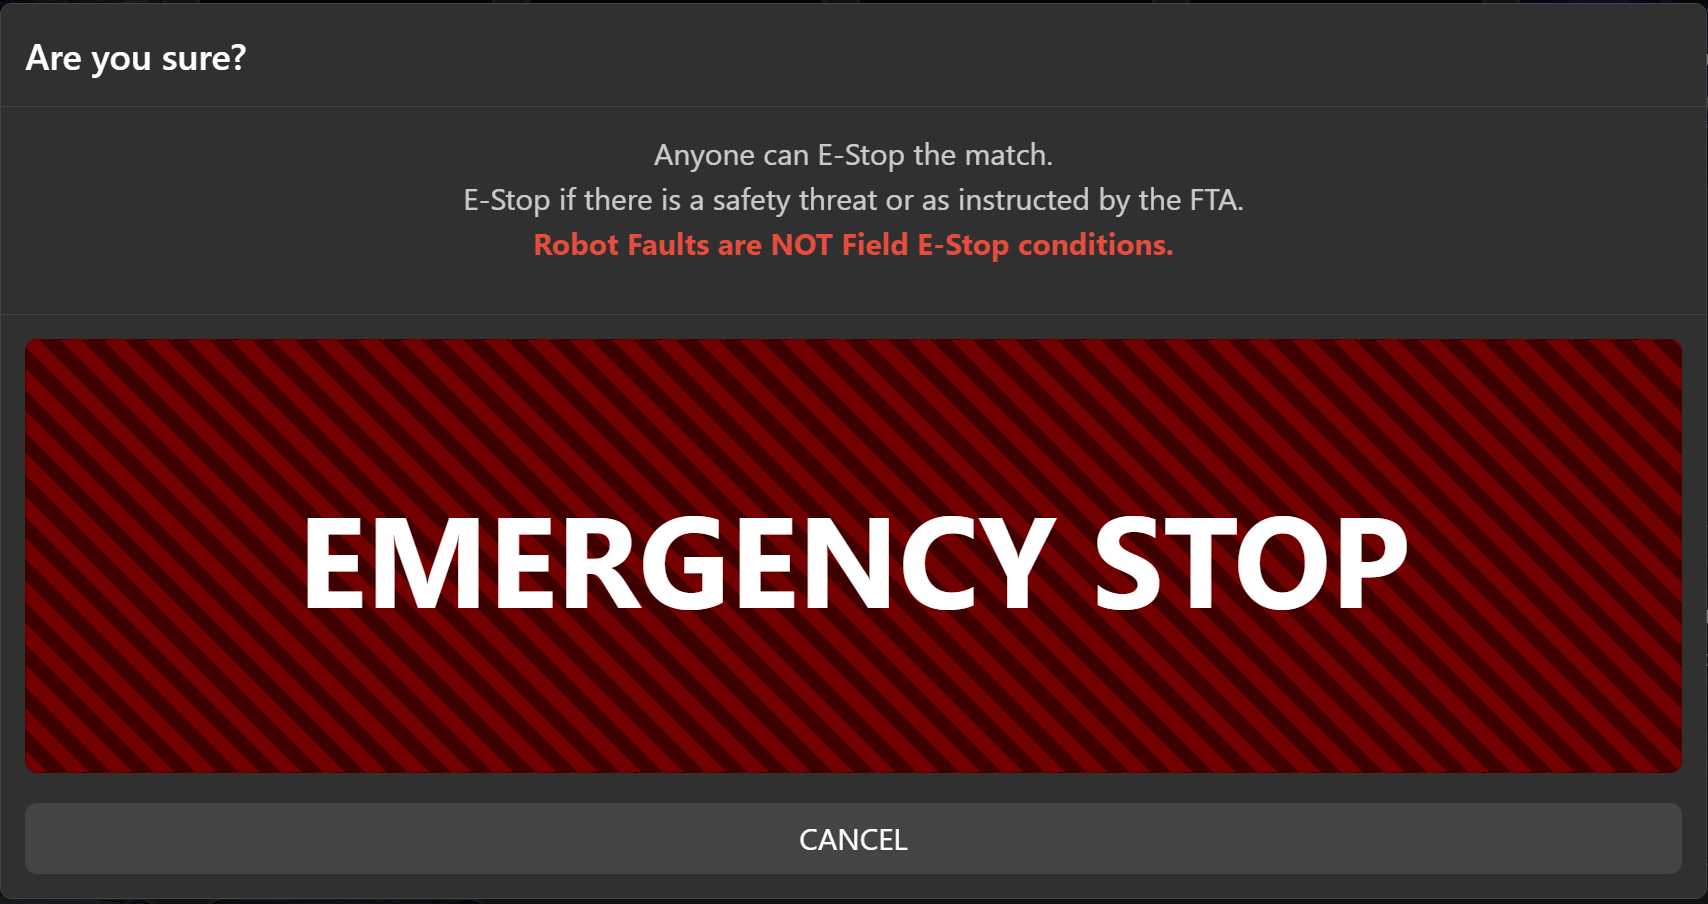 Are you sure?
Anyone can E-Stop the match.
E-Stop if there is a safety threat or as instructed by the FTA.
Robot Faults are NOT Field E-Stop conditions.
EMERGENCY STOP
CANCEL